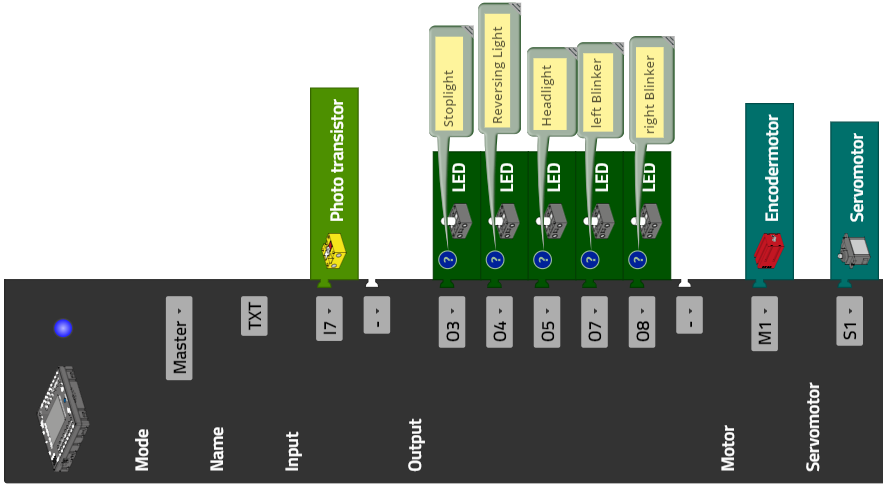 Mode
Master
Name
TXT
Input
I7
Photo transistor
-
Output
O3
? LED
Stoplight
O4
? LED
Reversing Light
O5
? LED
Headlight
O7
? LED
left Blinker
O8
? LED
right Blinker
-
Motor
M1
Encodermotor
Servomotor
S1
Servomotor